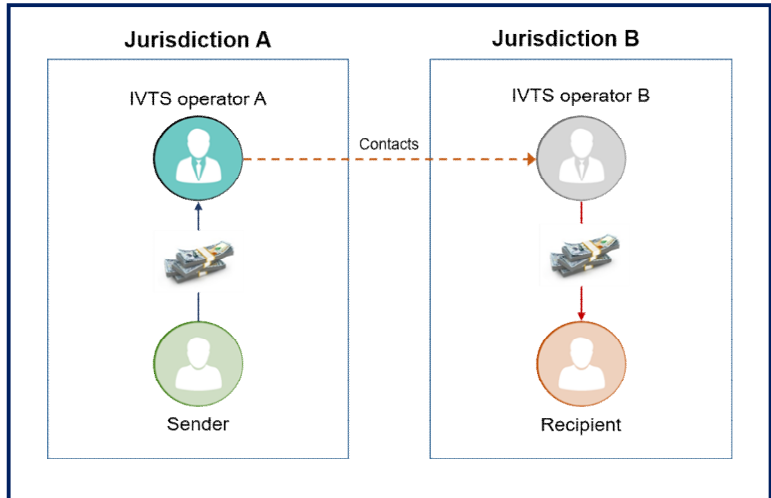 Jurisdiction A
Jurisdiction B
IVTS operator A
IVTS operator B
Contacts
Sender
Recipient